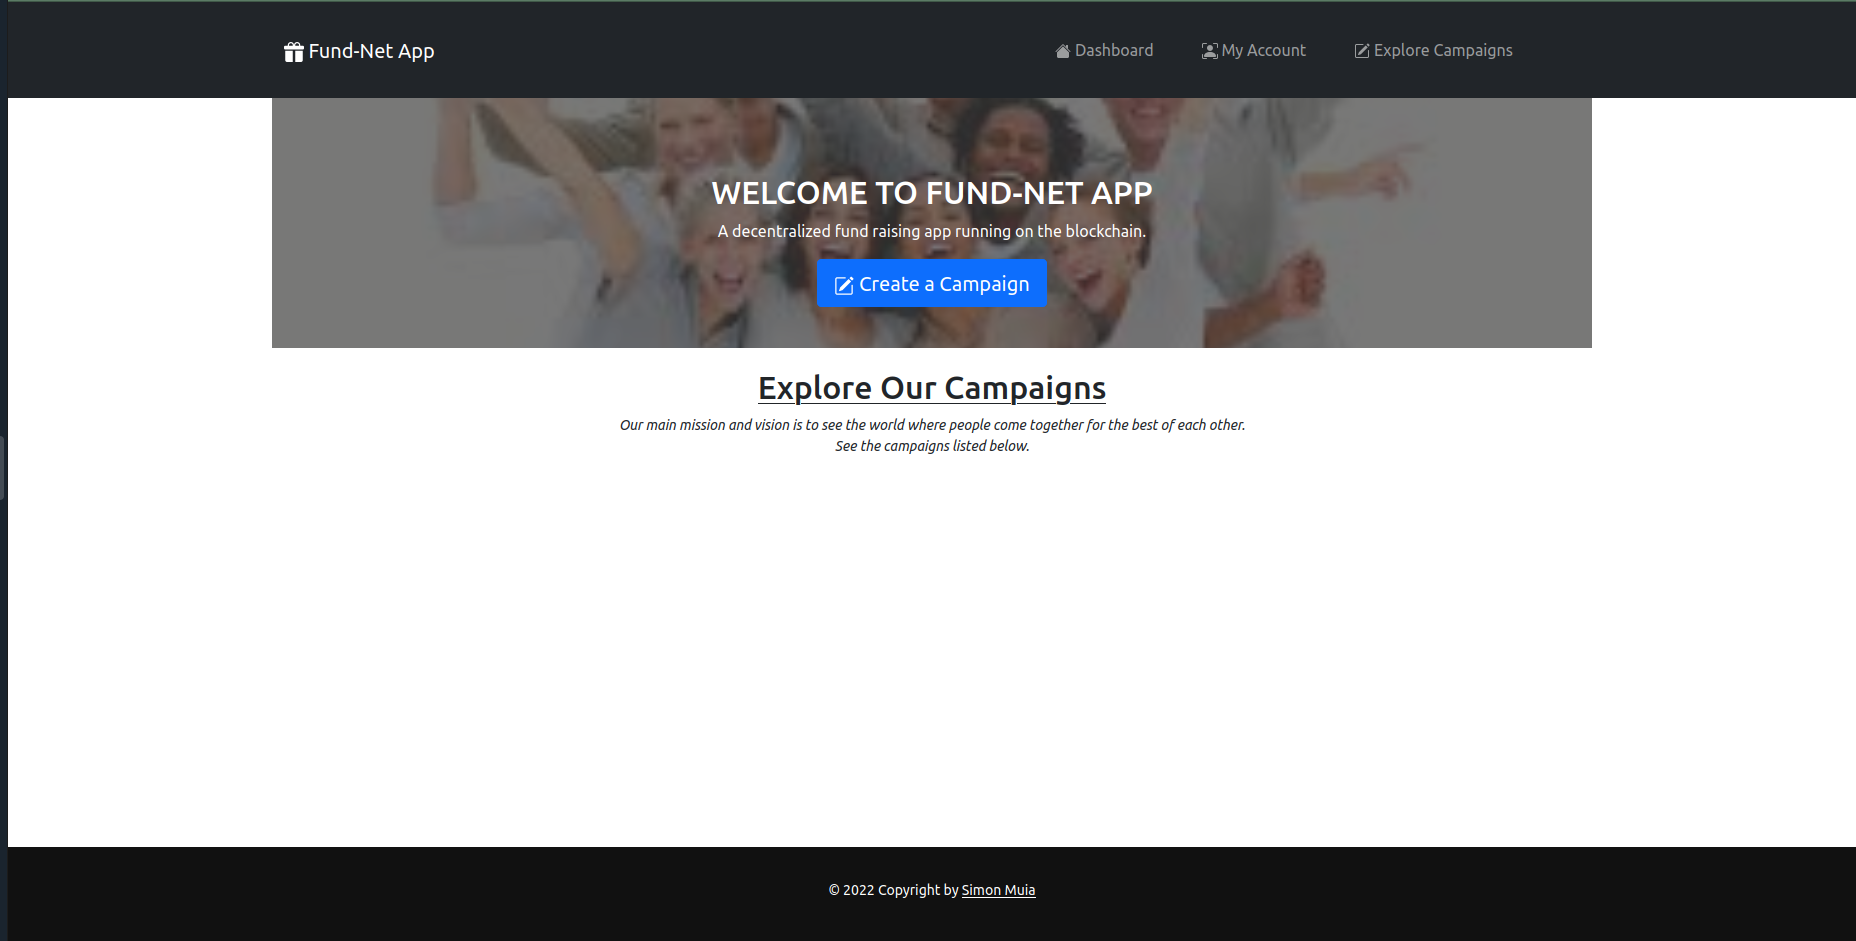 Fund-Net App
Dashboard
My Account
Explore Campaigns
WELCOME TO FUND-NET APP
A decentralized fund raising app running on the blockchain.
Create a Campaign
Explore Our Campaigns
Our main mission and vision is to see the world where people come together for the best of each other.
See the campaigns listed below.
© 2022 Copyright by Simon Muia